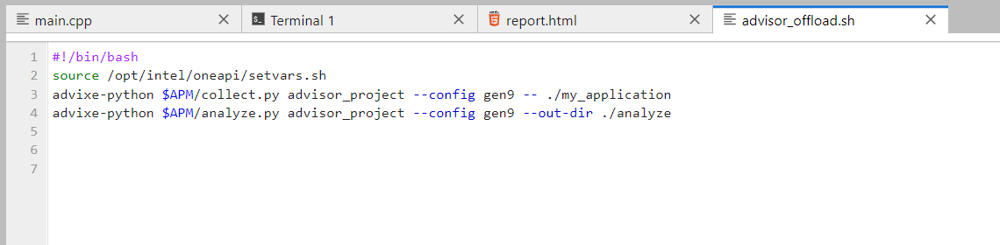 main.cpp Terminal 1 report.html advisor_offload.sh
1 #!/bin/bash
2 source /opt/intel/oneapi/setvars.sh
3 advixe-python $APM/collect.py advisor_project --config gen9 -- ./my_application
4 advixe-python $APM/analyze.py advisor_project --config gen9 --out-dir ./analyze
5
6
7